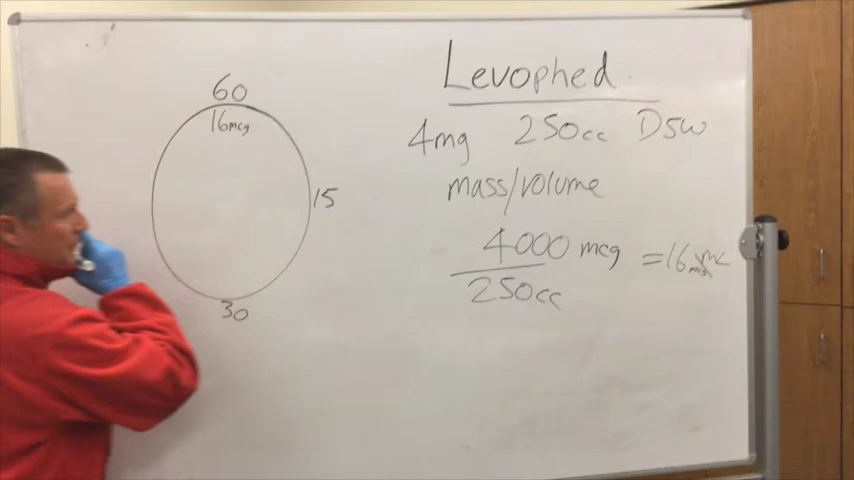 60
16mcg
15
30
Levophed
4mg 250cc D5W
mass/volume
4000 mcg = 16
250cc